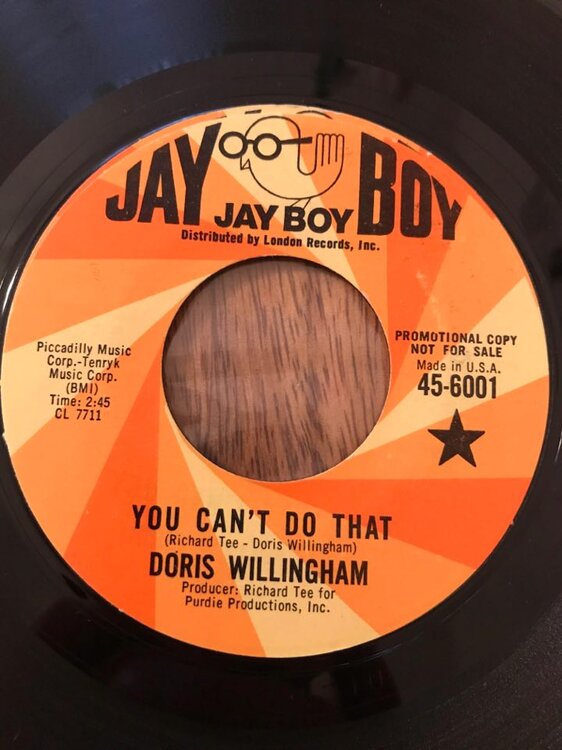 JAY BOY
JAY BOY
Distributed by London Records, Inc.
Piccadilly Music
Corp.-Tenryk
Music Corp.
(BMI)
Time: 2:45
CL 7711
PROMOTIONAL COPY
NOT FOR SALE
Made in U.S.A.
45-6001
YOU CAN'T DO THAT
(Richard Tee - Doris Willingham)
DORIS WILLINGHAM
Producer: Richard Tee for
Purdie Productions, Inc.